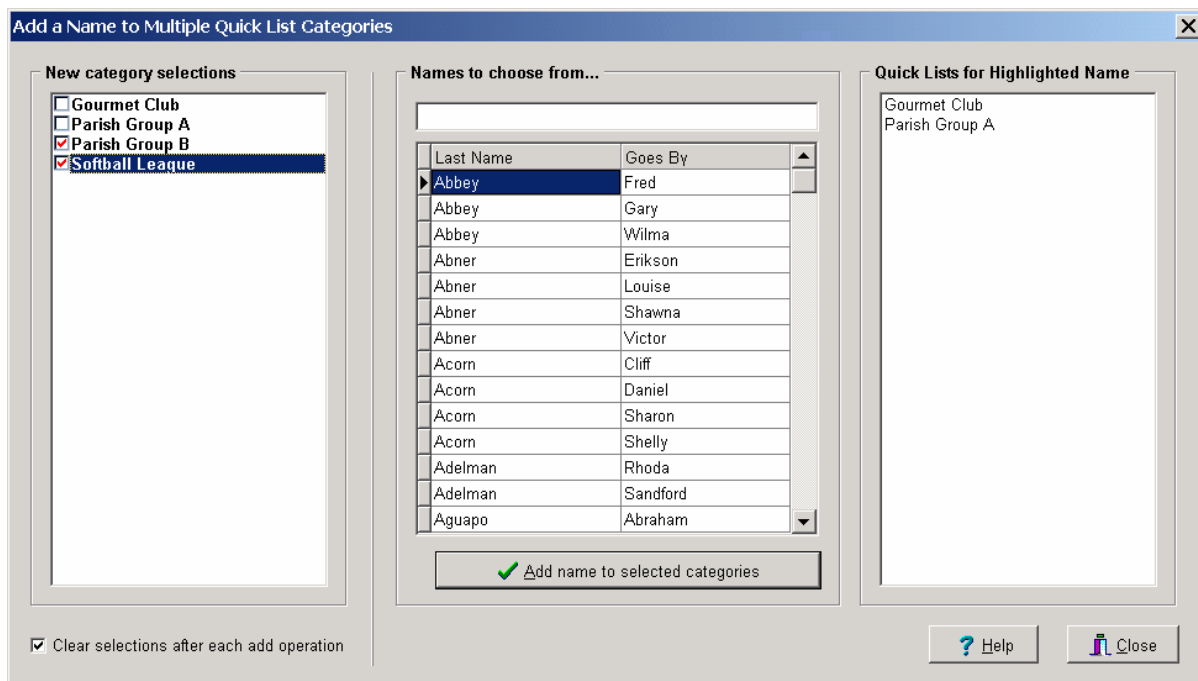 Add a Name to Multiple Quick List Categories
New category selections
Gourmet Club
Parish Group A
Parish Group B
Softball League
Clear selections after each add operation
Names to choose from...
Last Name Goes By
Abbey Fred
Abbey Gary
Abbey Wilma
Abner Erikson
Abner Louise
Abner Shawna
Abner Victor
Acorn Cliff
Acorn Daniel
Acorn Sharon
Acorn Shelly
Adelman Rhoda
Adelman Sandford
Aguapo Abraham
Add name to selected categories
Quick Lists for Highlighted Name
Gourmet Club
Parish Group A
Help
Close